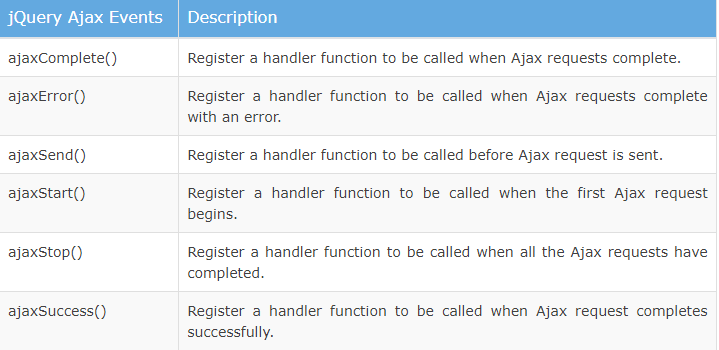 jQuery Ajax Events Description
ajaxComplete() Register a handler function to be called when Ajax requests complete.
ajaxError() Register a handler function to be called when Ajax requests complete
with an error.
ajaxSend() Register a handler function to be called before Ajax request is sent.
ajaxStart() Register a handler function to be called when the first Ajax request
begins.
ajaxStop() Register a handler function to be called when all the Ajax requests have
completed.
ajaxSuccess() Register a handler function to be called when Ajax request completes
successfully.